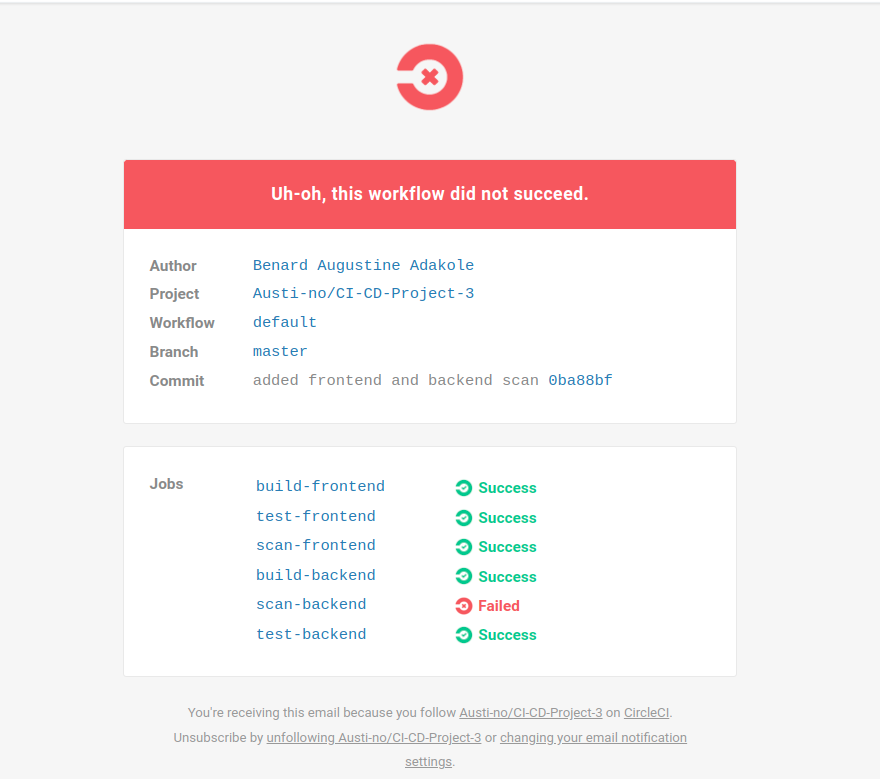 Uh-oh, this workflow did not succeed.
Author Benard Augustine Adakole
Project Austi-no/CI-CD-Project-3
Workflow default
Branch master
Commit added frontend and backend scan 0ba88bf
Jobs build-frontend Success
test-frontend Success
scan-frontend Success
build-backend Success
scan-backend Failed
test-backend Success
You're receiving this email because you follow Austi-no/CI-CD-Project-3 on CircleCI.
Unsubscribe by unfollowing Austi-no/CI-CD-Project-3 or changing your email notification
settings.